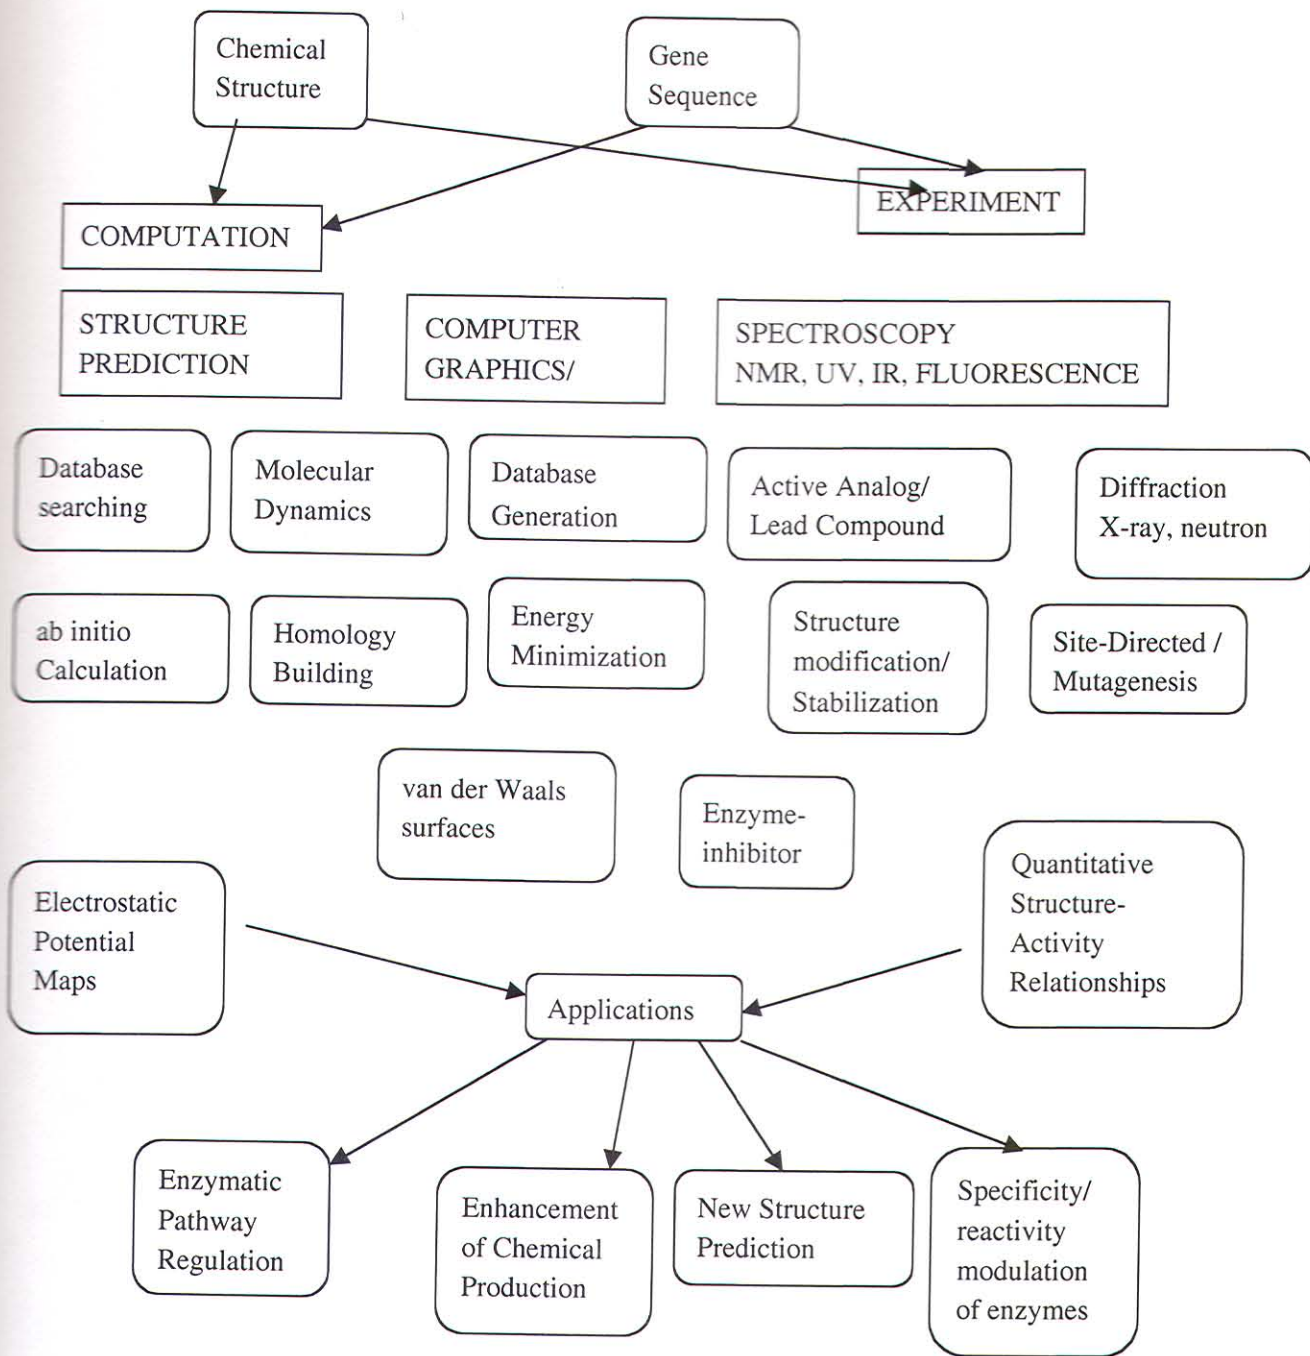 Chemical
Structure
Gene
Sequence
EXPERIMENT
COMPUTATION
STRUCTURE
PREDICTION
COMPUTER
GRAPHICS/
SPECTROSCOPY
NMR, UV, IR, FLUORESCENCE
Database
searching
Molecular
Dynamics
Database
Generation
Active Analog/
Lead Compound
Diffraction
X-ray, neutron
ab initio
Calculation
Homology
Building
Energy
Minimization
Structure
modification/
Stabilization
Site-Directed /
Mutagenesis
van der Waals
surfaces
Enzyme-
inhibitor
Quantitative
Structure-
Activity
Relationships
Electrostatic
Potential
Maps
Applications
Enzymatic
Pathway
Regulation
Enhancement
of Chemical
Production
New Structure
Prediction
Specificity/
reactivity
modulation
of enzymes